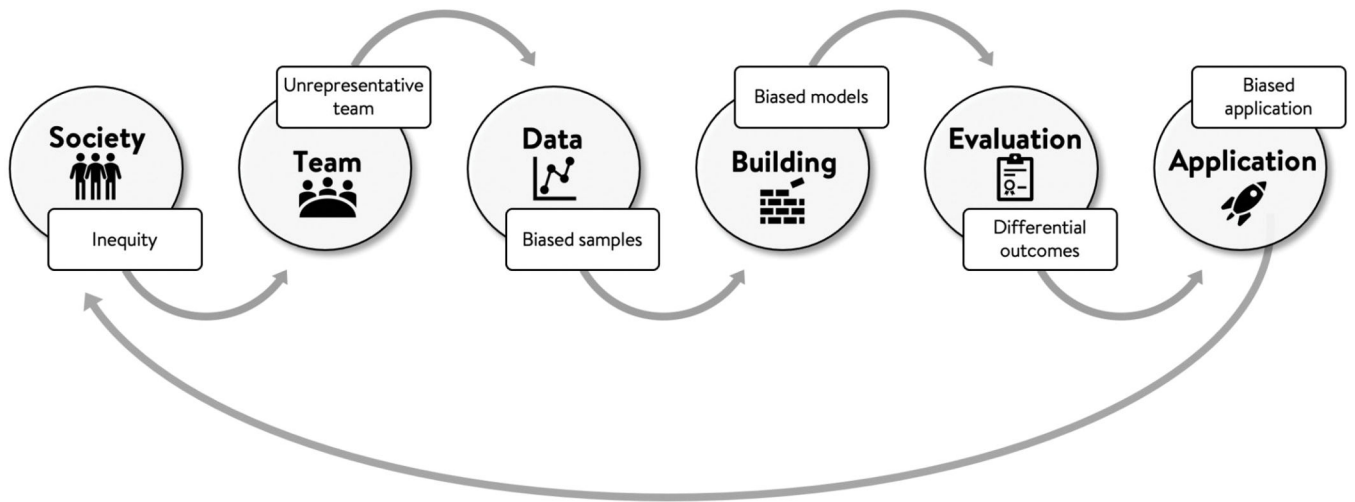 Society
Inequity
Unrepresentative
team
Team
Data
Biased samples
Biased models
Building
Evaluation
Differential
outcomes
Biased
application
Application